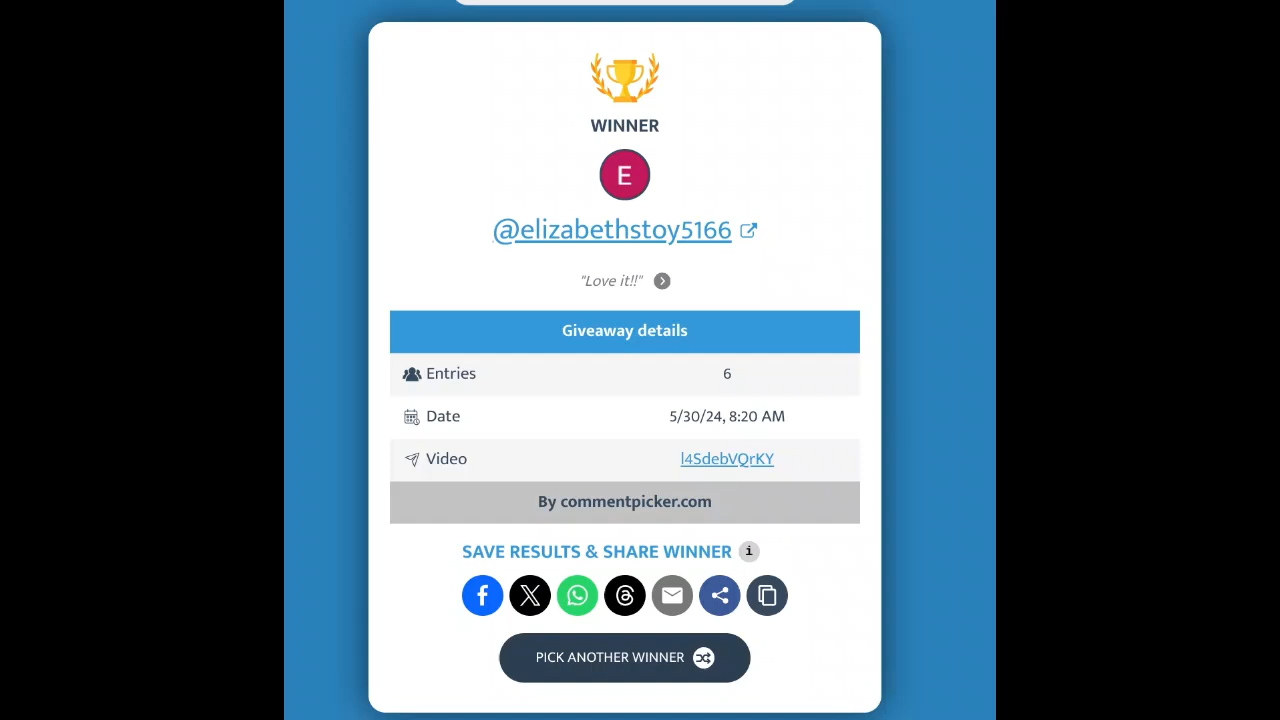 WINNER
E
@elizabethstoy5166
"Love it!!"
Giveaway details
Entries 6
Date 5/30/24, 8:20 AM
Video l4SdebVQrKY
By commentpicker.com
SAVE RESULTS & SHARE WINNER i
PICK ANOTHER WINNER